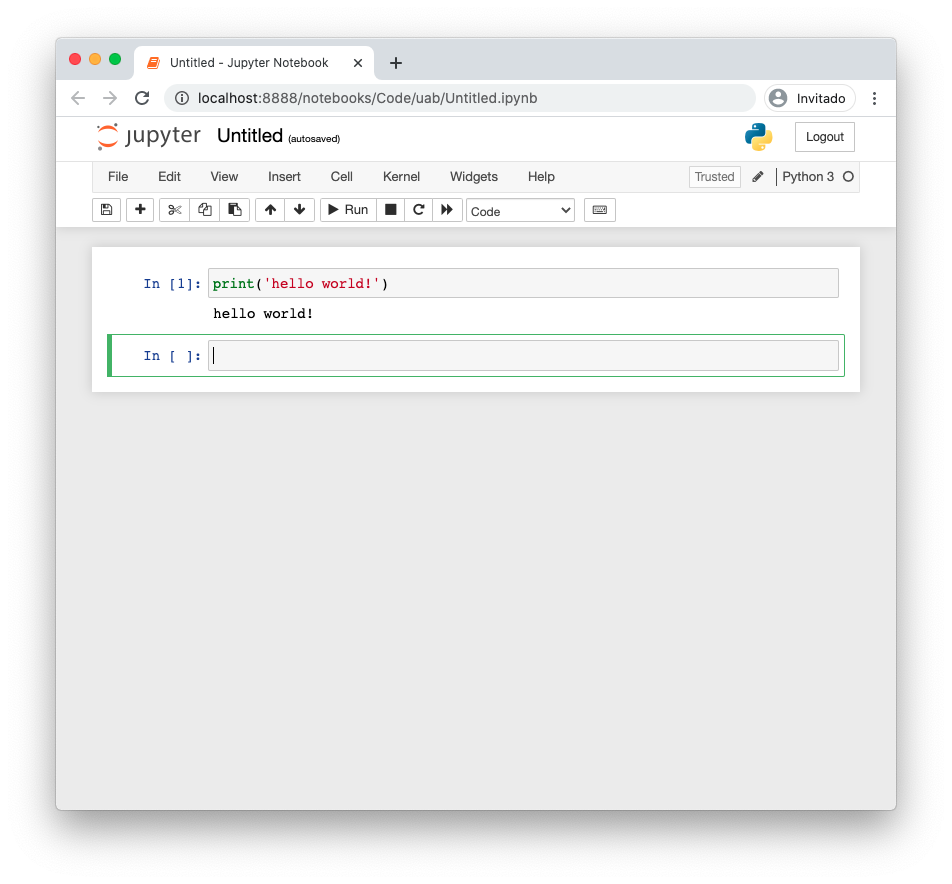 Untitled - Jupyter Notebook
localhost:8888/notebooks/Code/uab/Untitled.ipynb
Invitado
jupyter Untitled (autosaved)
Logout
File Edit View Insert Cell Kernel Widgets Help Trusted Python 3
Run Code
In [1]: print('hello world!')
hello world!
In [ ]: